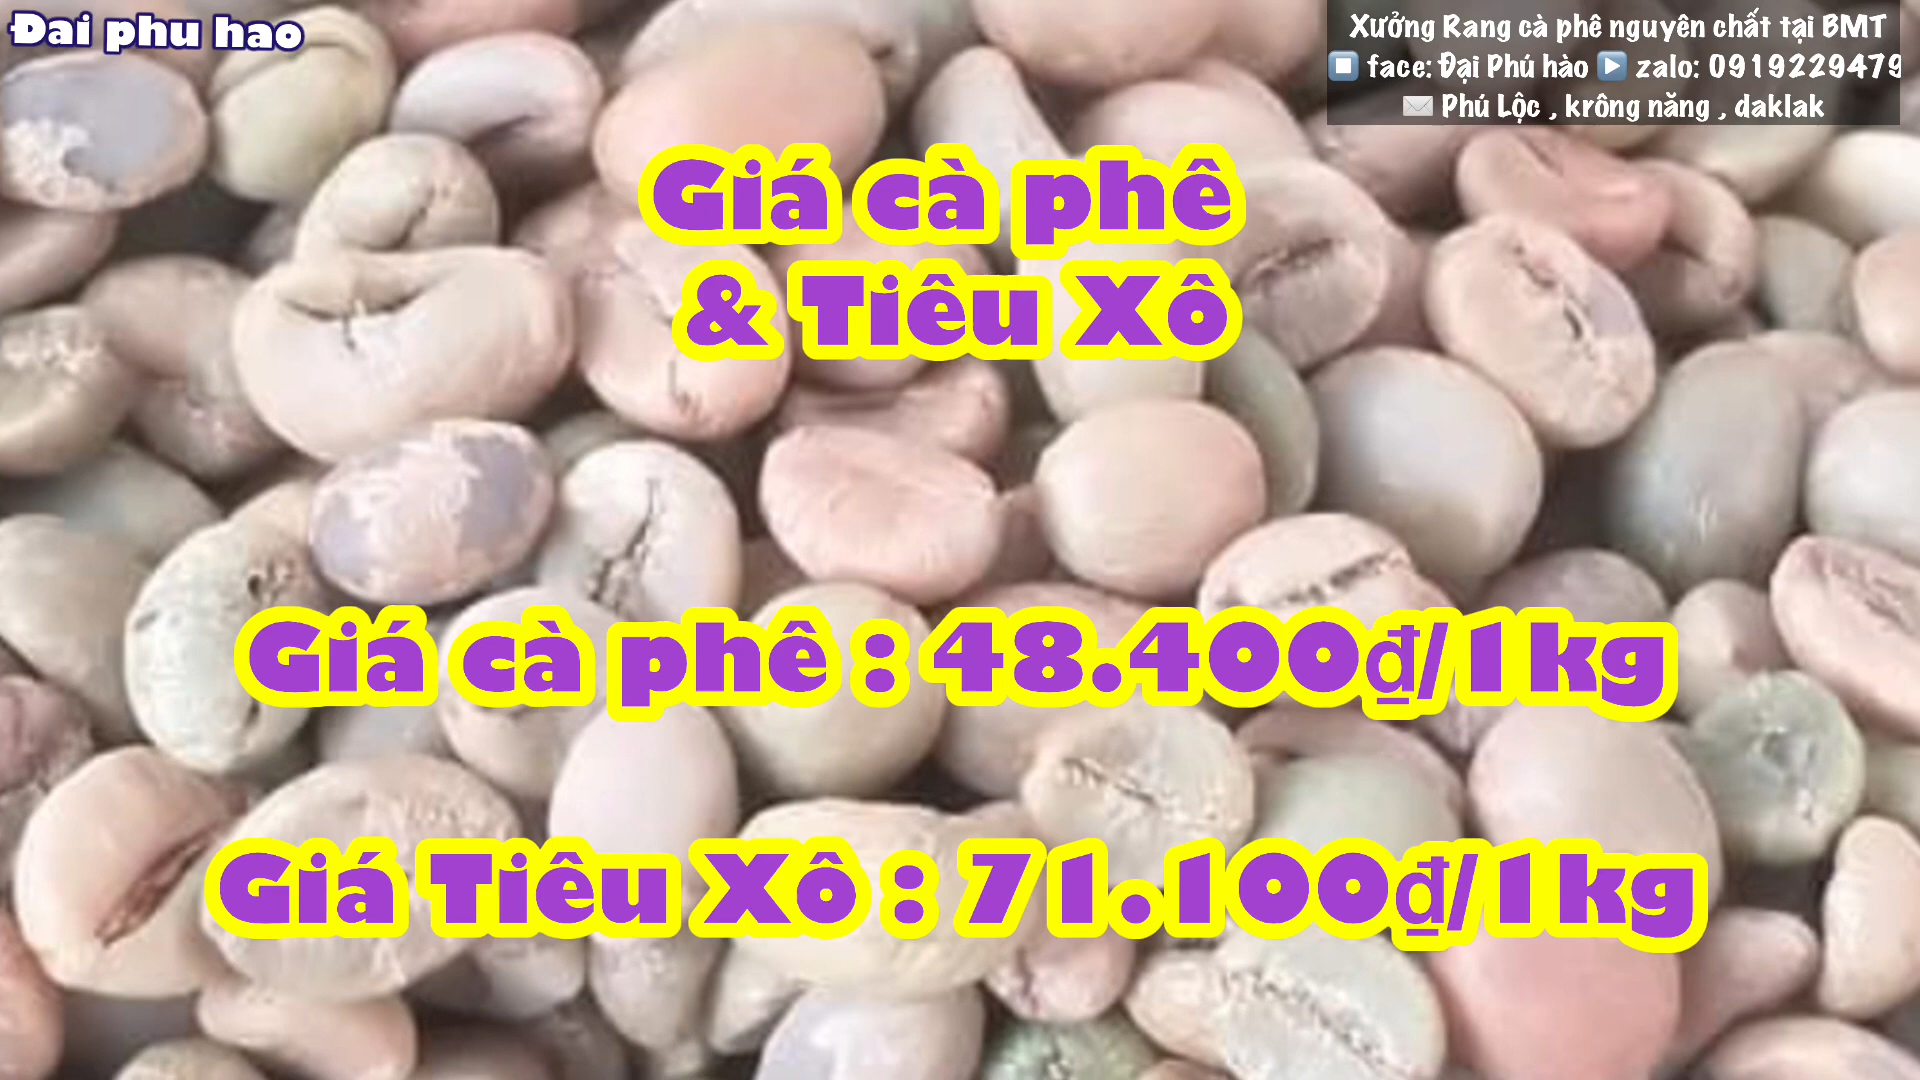 Đai phu hao
Xưởng Rang cà phê nguyên chất tại BMT
⏹ face: Đại Phú hào ▶ zalo: 0919229479
✉ Phú Lộc , krông năng , daklak
Giá cà phê
& Tiêu Xô
Giá cà phê : 48.400₫/1kg
Giá Tiêu Xô : 71.100₫/1kg